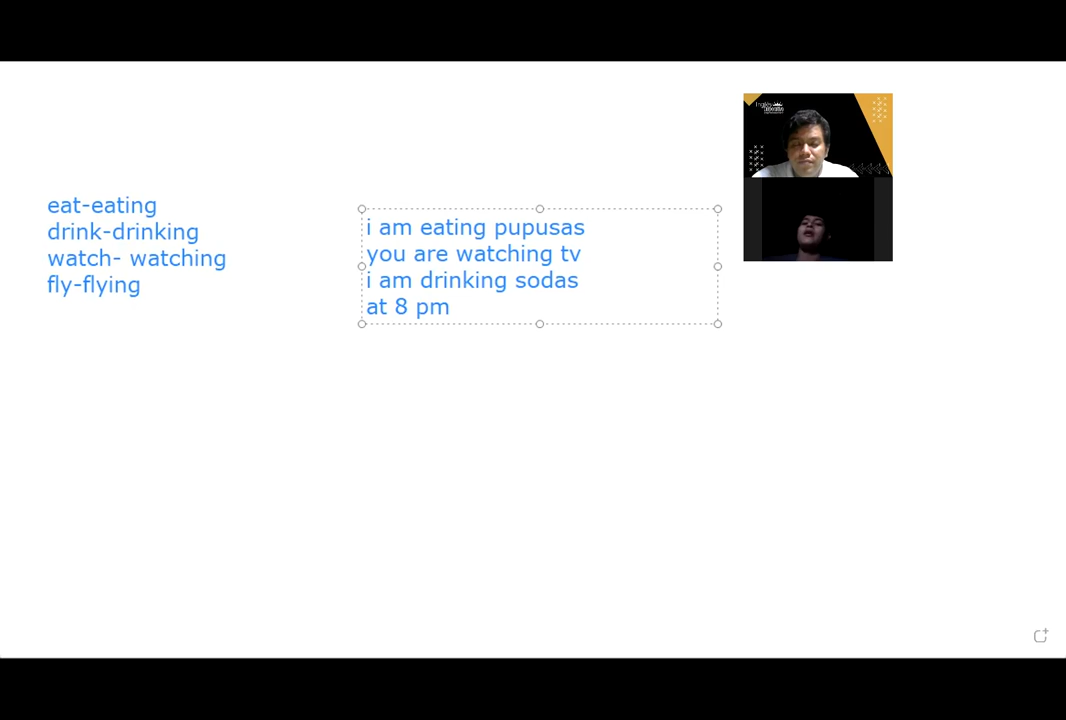 eat-eating
drink-drinking
watch- watching
fly-flying
i am eating pupusas
you are watching tv
i am drinking sodas
at 8 pm
Inglés